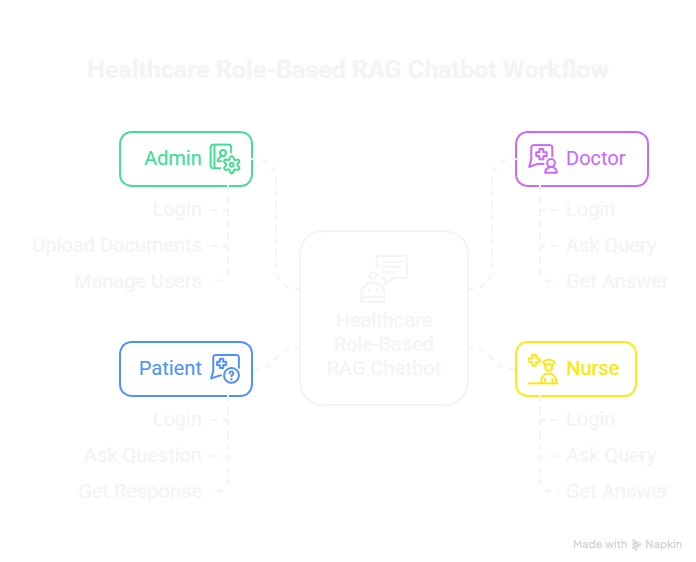 Healthcare Role-Based RAG Chatbot Workflow
Admin
Login
Upload Documents
Manage Users
Doctor
Login
Ask Query
Get Answer
Healthcare
Role-Based
RAG Chatbot
Patient
Login
Ask Question
Get Response
Nurse
Login
Ask Query
Get Answer
Made with Napkin